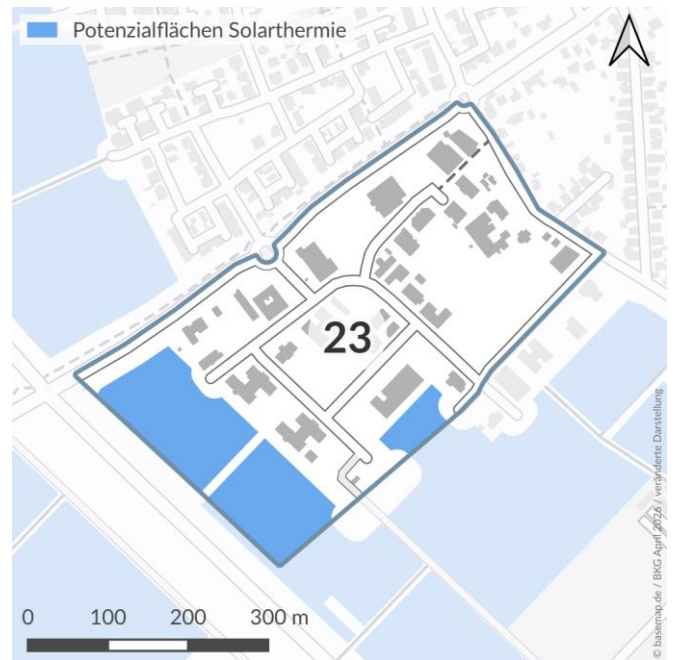 Potenzialflächen Solarthermie
23
0 100 200 300 m
© basemap.de / BKG April 2026 / veränderte Darstellung